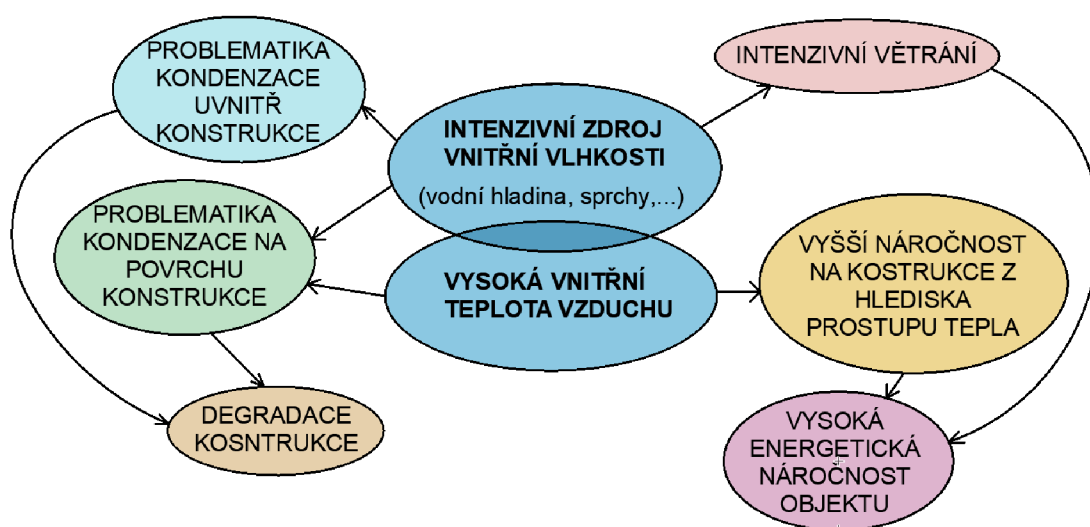 PROBLEMATIKA
KONDENZACE
UVNITŘ
KONSTRUKCE
INTENZIVNÍ VĚTRÁNÍ
INTENZIVNÍ ZDROJ
VNITŘNÍ VLHKOSTI
(vodní hladina, sprchy,...)
PROBLEMATIKA
KONDENZACE NA
POVRCHU
KONSTRUKCE
VYSOKÁ VNITŘNÍ
TEPLOTA VZDUCHU
VYŠŠÍ NÁROČNOST
NA KOSTRUKCE Z
HLEDISKA
PROSTUPU TEPLA
DEGRADACE
KOSNTRUKCE
VYSOKÁ
ENERGETICKÁ
NÁROČNOST
OBJEKTU